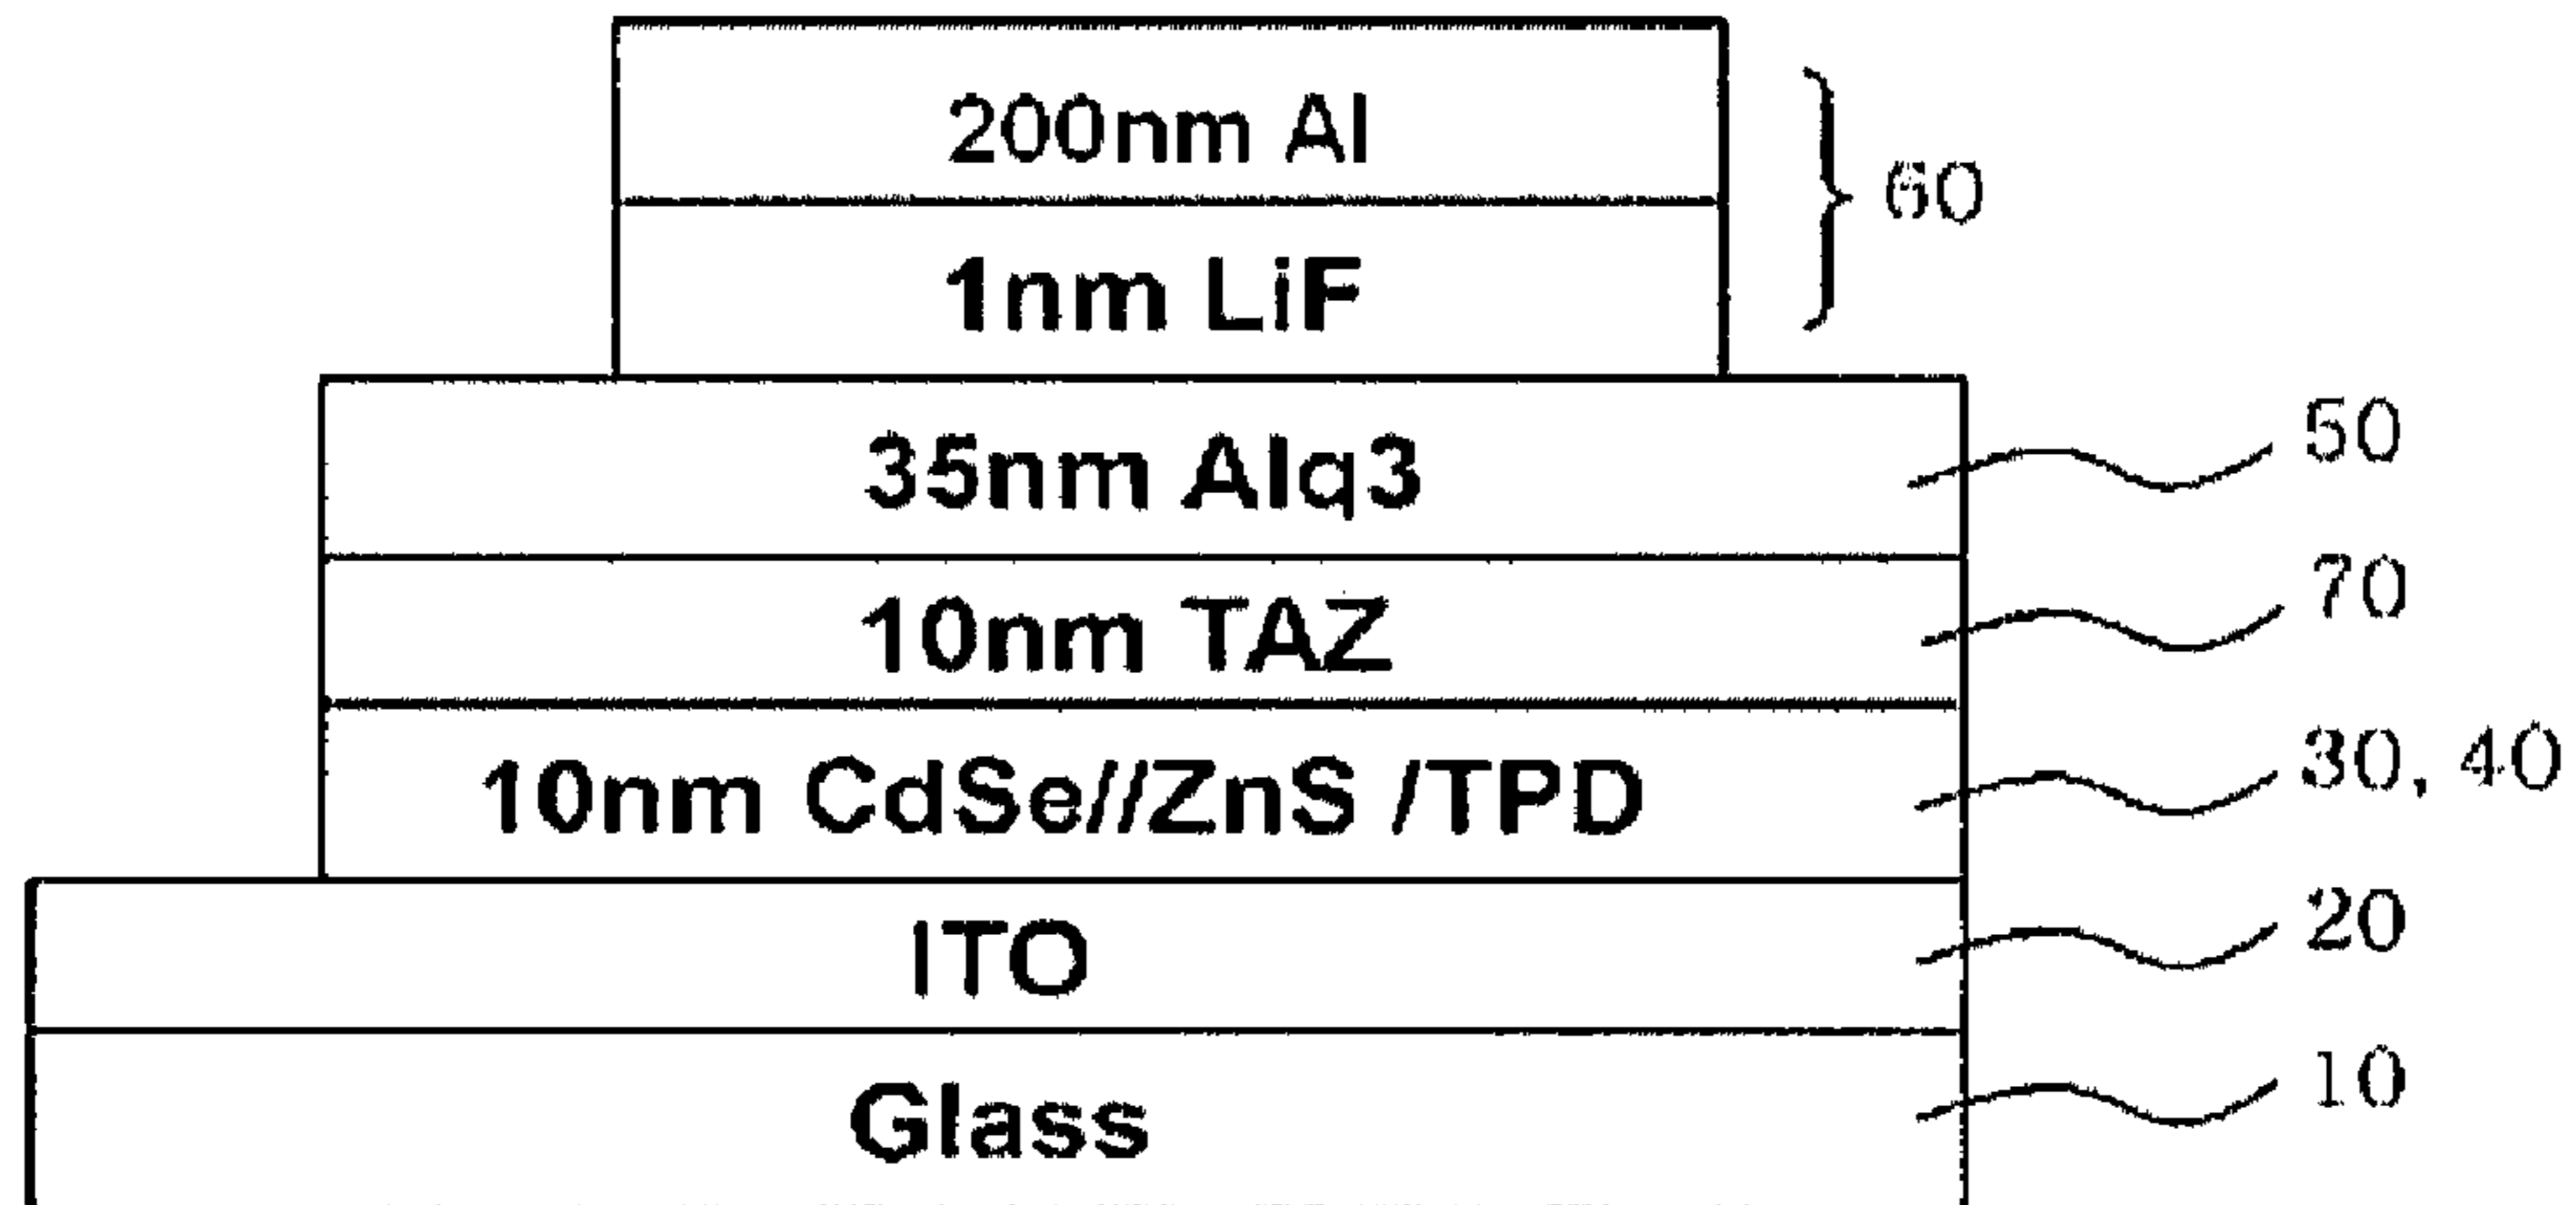 200nm Al
60
1nm LiF
35nm Alq3
50
10nm TAZ
70
10nm CdSe//ZnS /TPD
30, 40
ITO
20
Glass
10